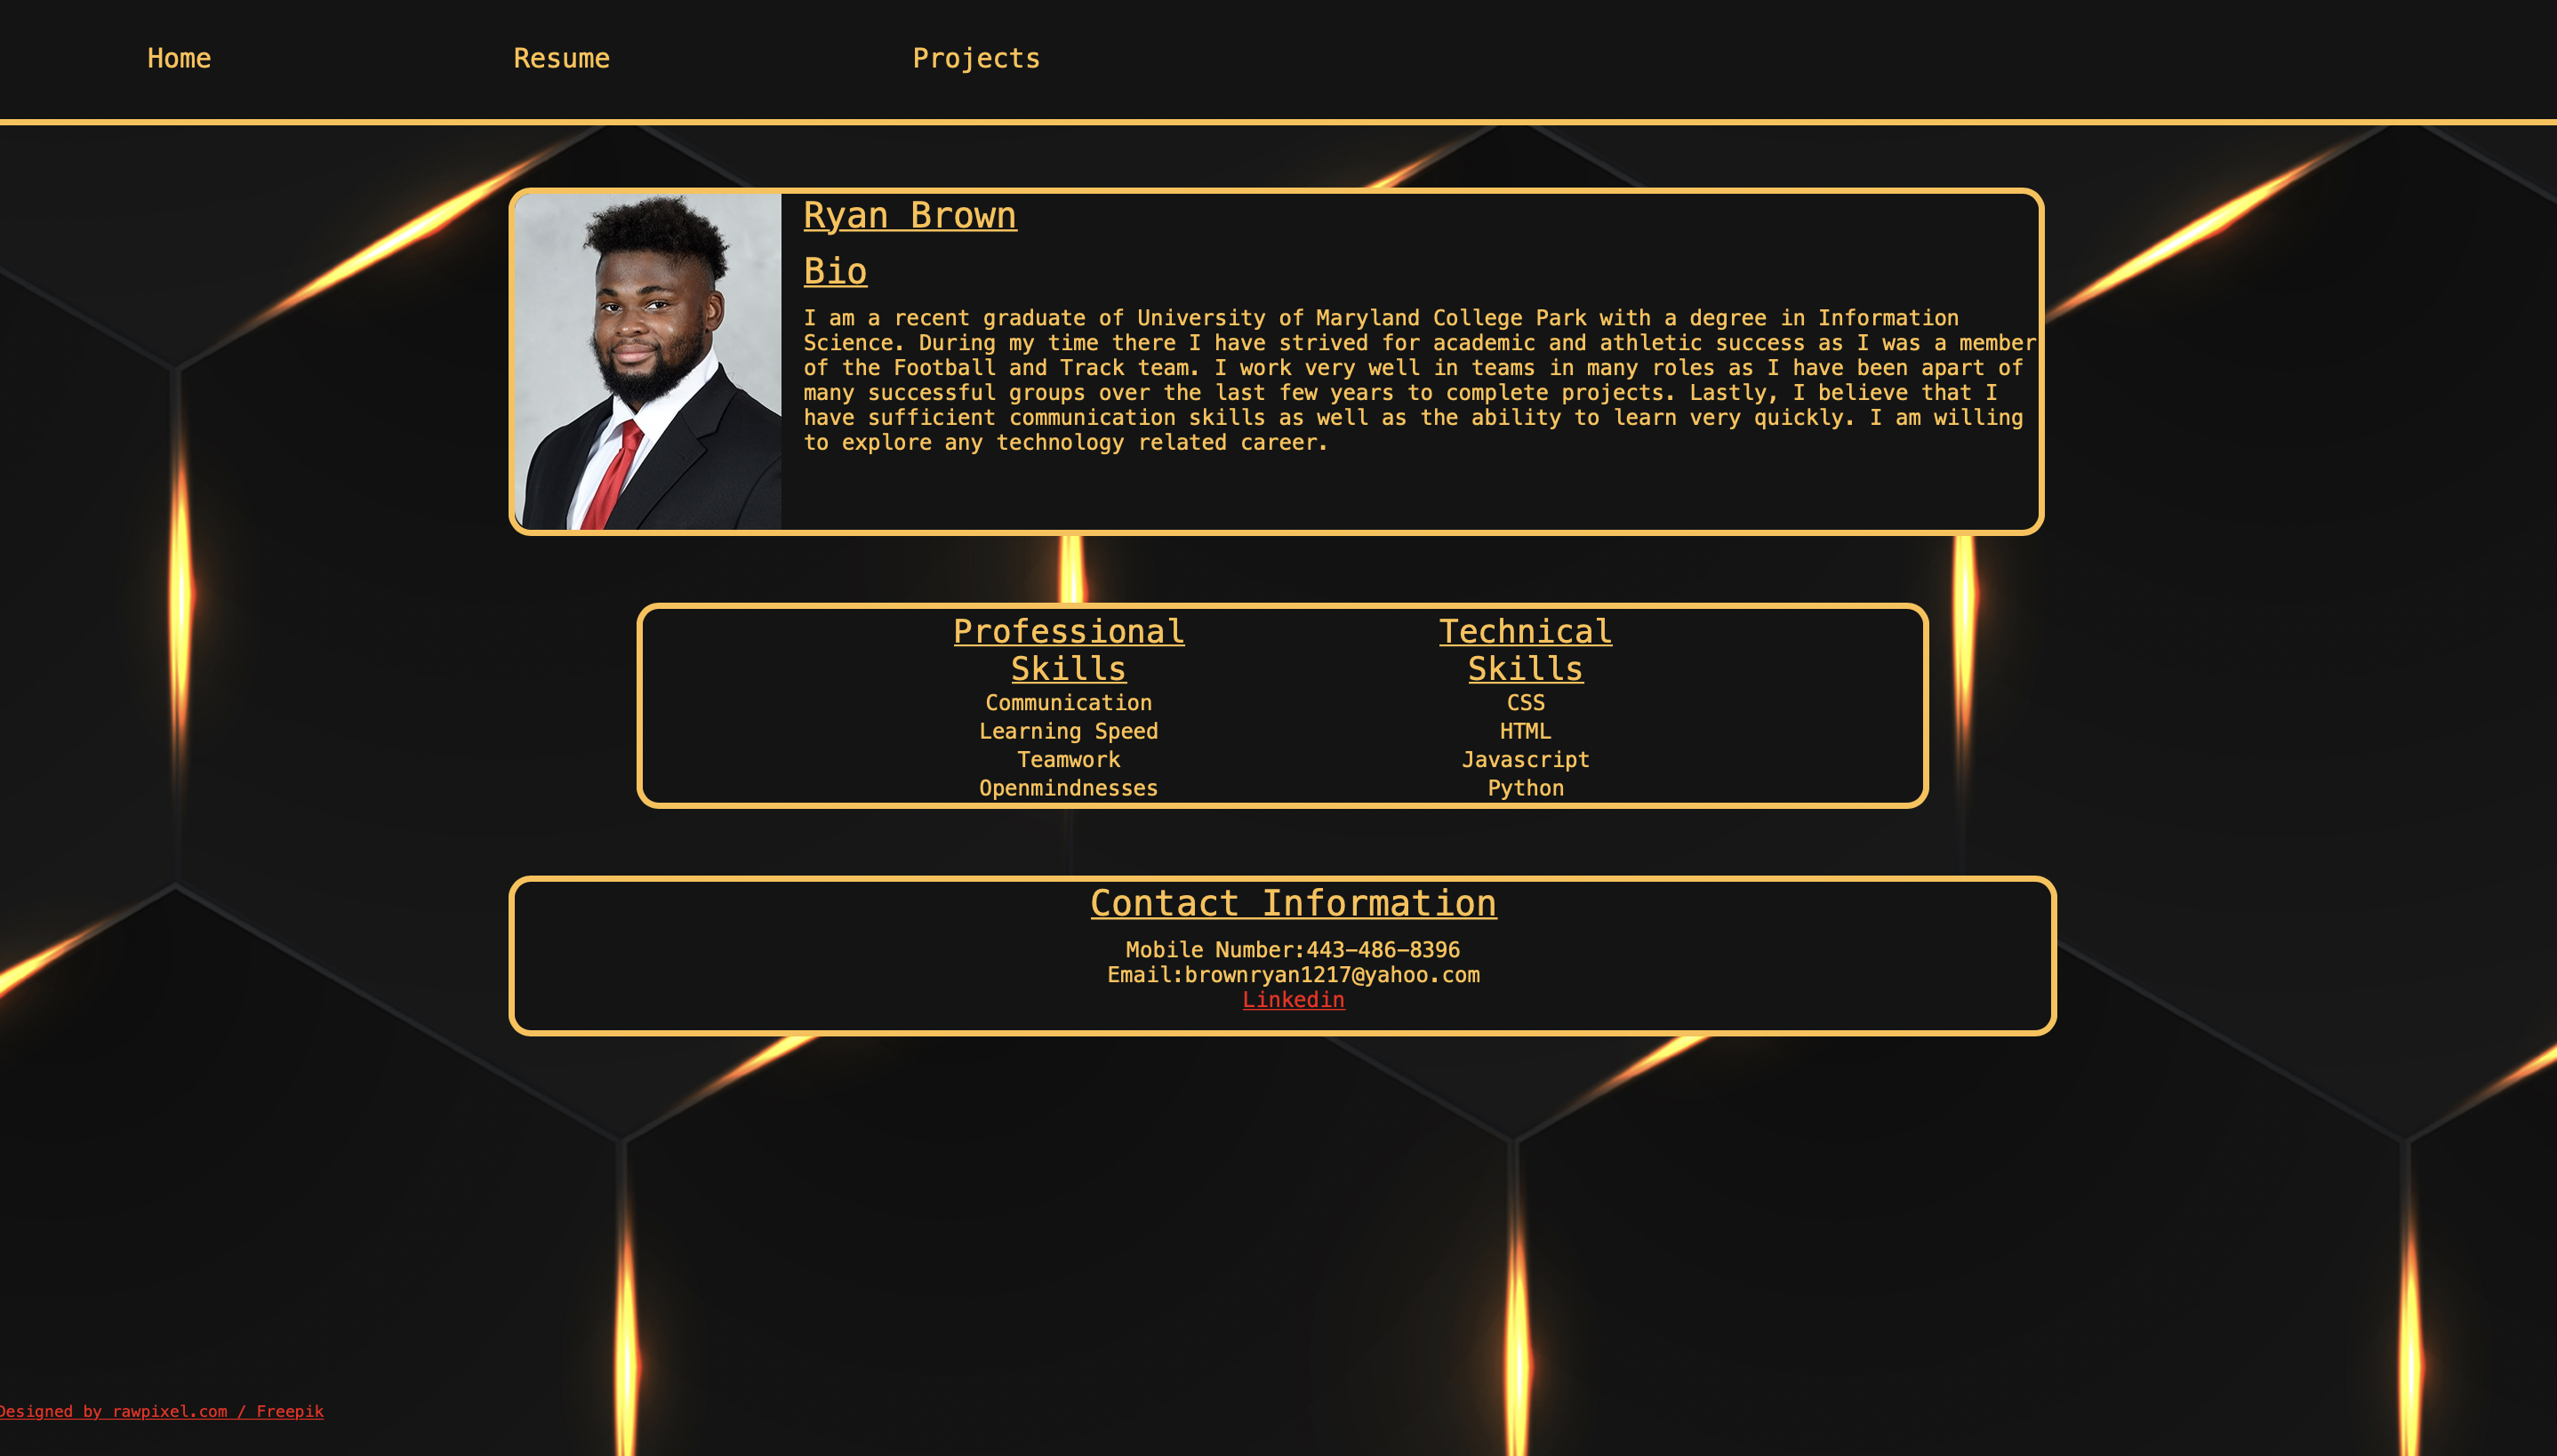 Home Resume Projects
Ryan Brown
Bio
I am a recent graduate of University of Maryland College Park with a degree in Information
Science. During my time there I have strived for academic and athletic success as I was a member
of the Football and Track team. I work very well in teams in many roles as I have been apart of
many successful groups over the last few years to complete projects. Lastly, I believe that I
have sufficient communication skills as well as the ability to learn very quickly. I am willing
to explore any technology related career.
Professional
Skills
Communication
Learning Speed
Teamwork
Openmindnesses
Technical
Skills
CSS
HTML
Javascript
Python
Contact Information
Mobile Number:443-486-8396
Email:brownryan1217@yahoo.com
Linkedin
Designed by rawpixel.com / Freepik